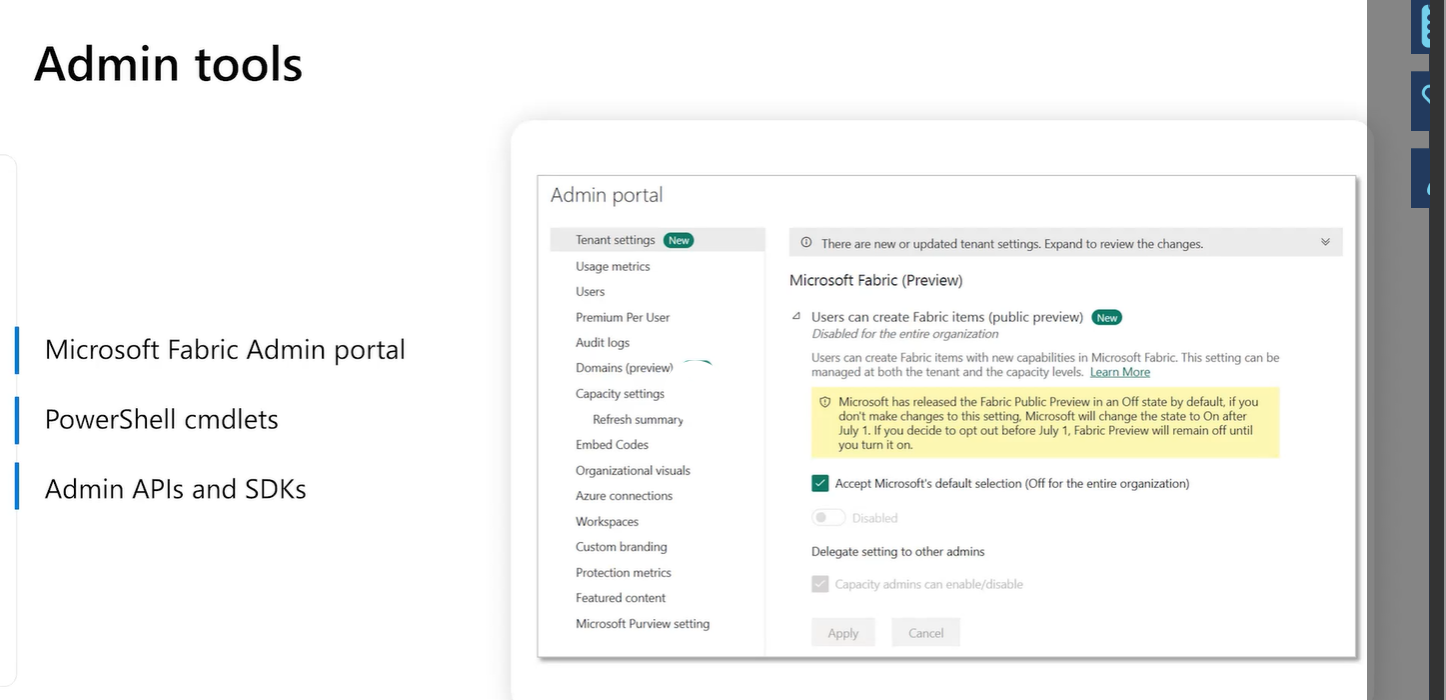 Admin tools
Microsoft Fabric Admin portal
PowerShell cmdlets
Admin APIs and SDKs
Admin portal
Tenant settings New
Usage metrics
Users
Premium Per User
Audit logs
Domains (preview)
Capacity settings
Refresh summary
Embed Codes
Organizational visuals
Azure connections
Workspaces
Custom branding
Protection metrics
Featured content
Microsoft Purview setting
There are new or updated tenant settings. Expand to review the changes.
Microsoft Fabric (Preview)
Users can create Fabric items (public preview) New
Disabled for the entire organization
Users can create Fabric items with new capabilities in Microsoft Fabric. This setting can be
managed at both the tenant and the capacity levels. Learn More
Microsoft has released the Fabric Public Preview in an Off state by default, if you
don't make changes to this setting, Microsoft will change the state to On after
July 1. If you decide to opt out before July 1, Fabric Preview will remain off until
you turn it on.
Accept Microsoft's default selection (Off for the entire organization)
Disabled
Delegate setting to other admins
Capacity admins can enable/disable
Apply Cancel